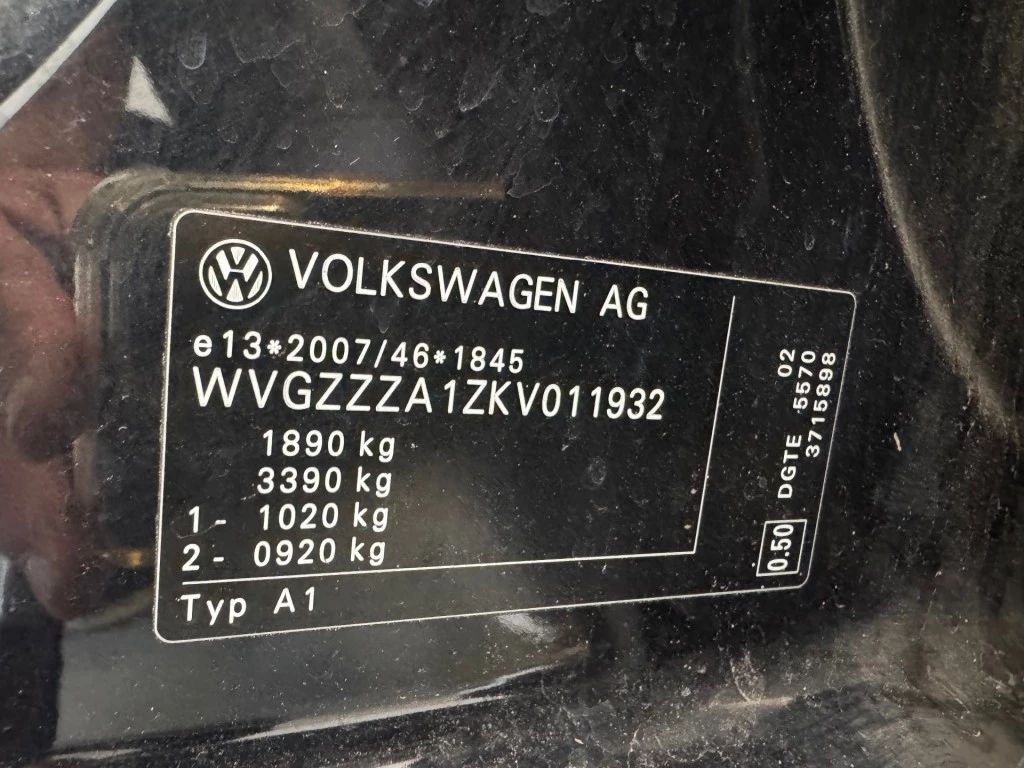 VOLKSWAGEN AG
e13*2007/46*1845
WVGZZZA1ZKV011932
1890 kg
3390 kg
1- 1020 kg
2- 0920 kg
Typ A1
0.50 DGTE 5570 02
3715898